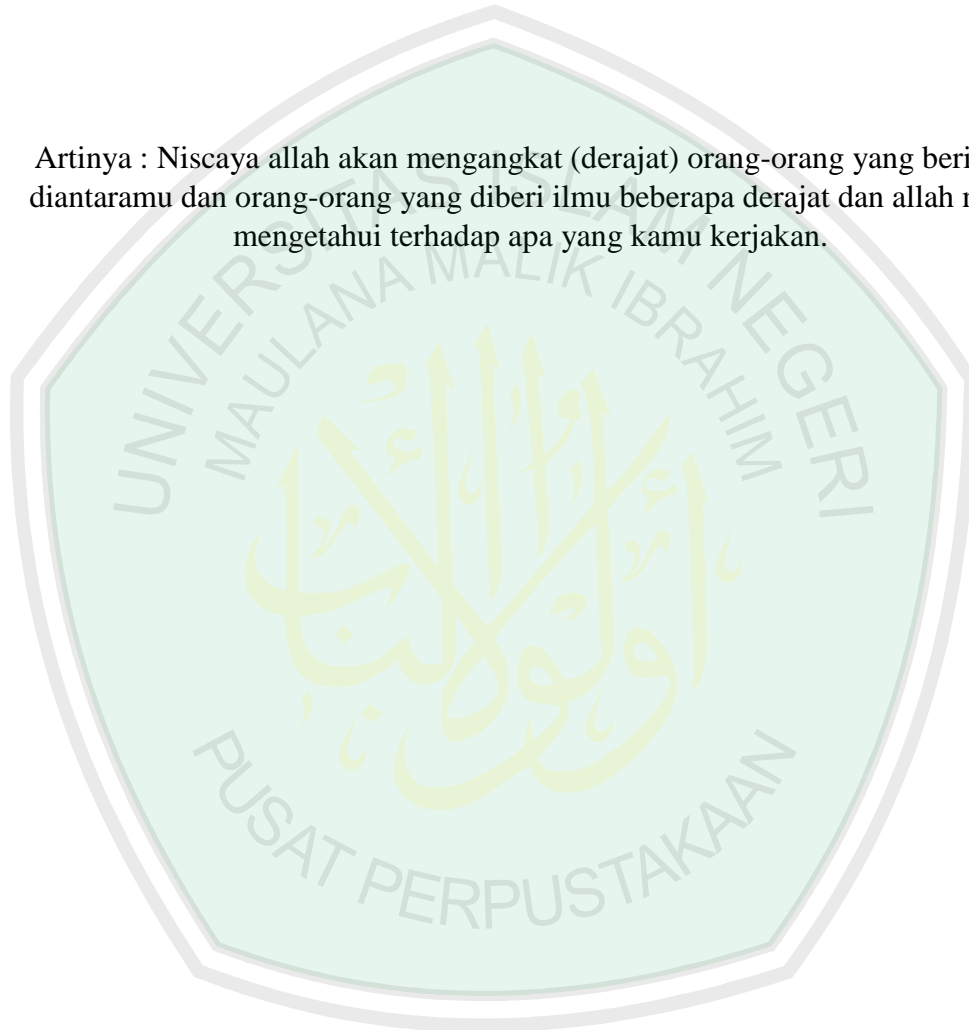 Artinya : Niscaya allah akan mengangkat (derajat) orang-orang yang beri
diantaramu dan orang-orang yang diberi ilmu beberapa derajat dan allah
mengetahui terhadap apa yang kamu kerjakan.
UNIVERSITAS ISLAM NEGERI
MAULANA MALIK IBRAHIM
PUSAT PERPUSTAKAAN